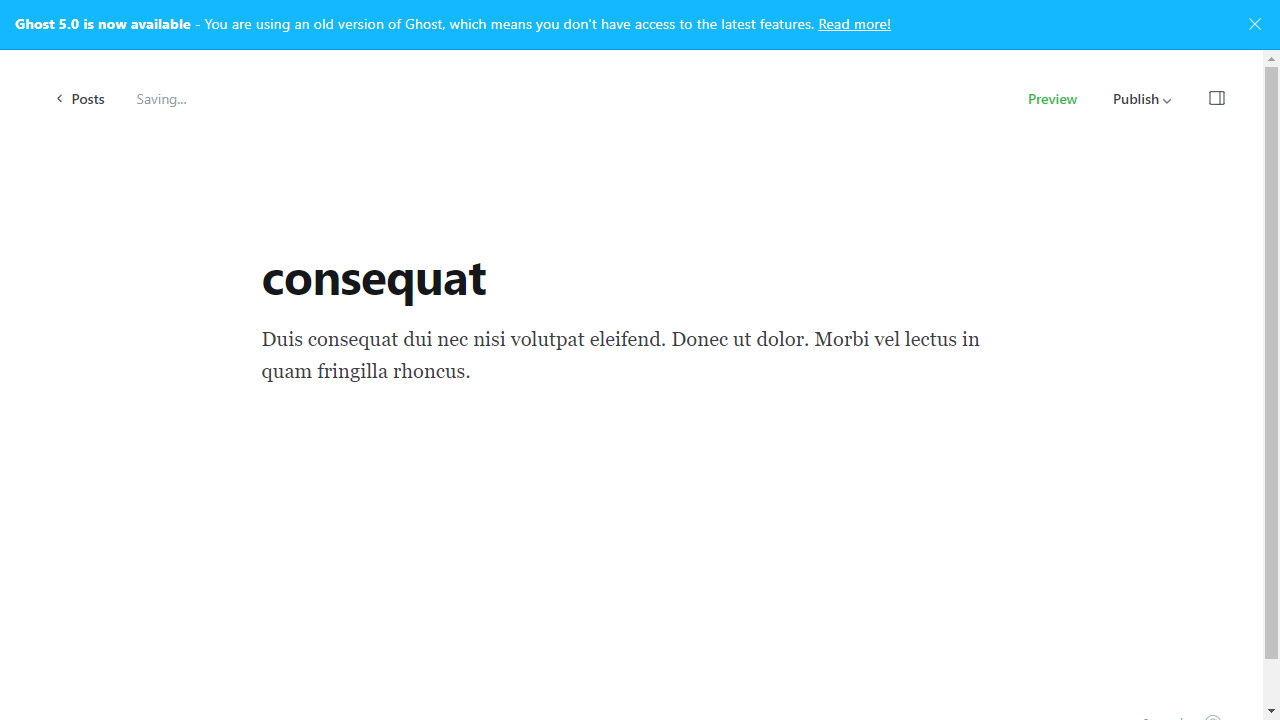 Ghost 5.0 is now available - You are using an old version of Ghost, which means you don't have access to the latest features. Read more!
Posts Saving... Preview Publish
consequat
Duis consequat dui nec nisi volutpat eleifend. Donec ut dolor. Morbi vel lectus in
quam fringilla rhoncus.